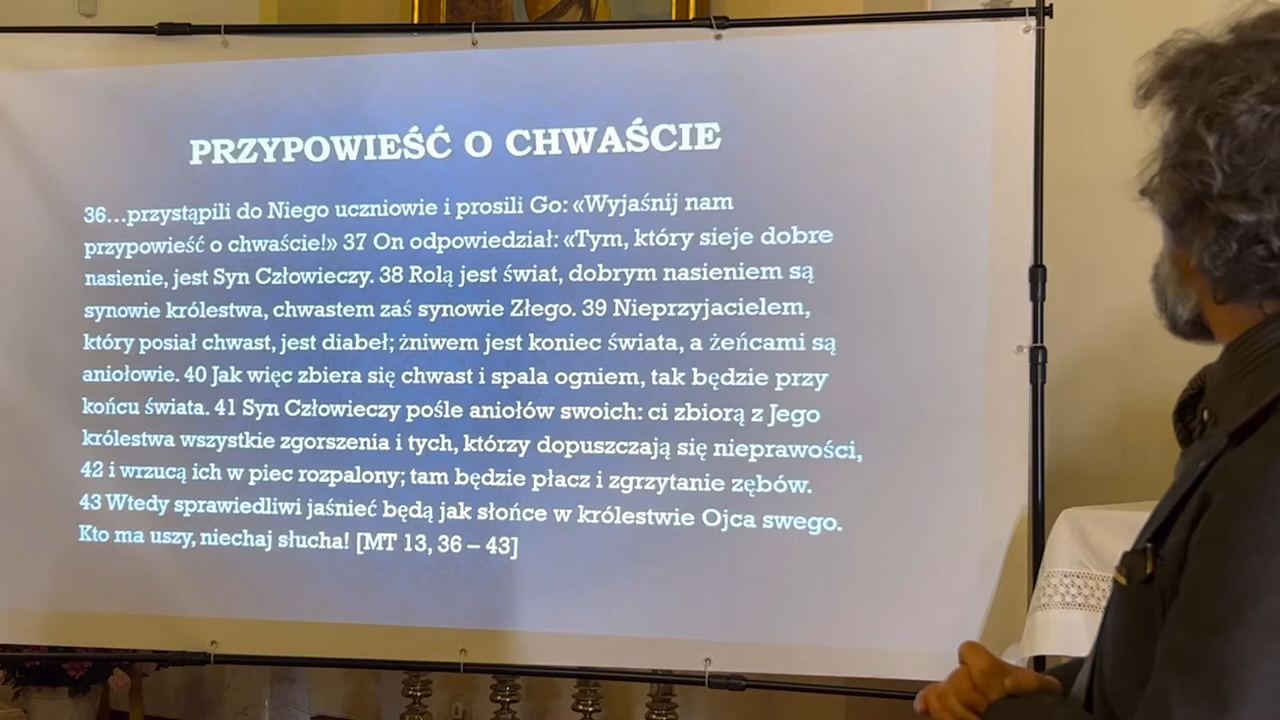 PRZYPOWIEŚĆ O CHWAŚCIE
36...przystąpili do Niego uczniowie i prosili Go: «Wyjaśnij nam
przypowieść o chwaście!» 37 On odpowiedział: «Tym, który sieje dobre
nasienie, jest Syn Człowieczy. 38 Rolą jest świat, dobrym nasieniem są
synowie królestwa, chwastem zaś synowie Złego. 39 Nieprzyjacielem,
który posiał chwast, jest diabeł; żniwem jest koniec świata, a żeńcami są
aniołowie. 40 Jak więc zbiera się chwast i spala ogniem, tak będzie przy
końcu świata. 41 Syn Człowieczy pośle aniołów swoich: ci zbiorą z Jego
królestwa wszystkie zgorszenia i tych, którzy dopuszczają się nieprawości,
42 i wrzucą ich w piec rozpalony; tam będzie płacz i zgrzytanie zębów.
43 Wtedy sprawiedliwi jaśnieć będą jak słońce w królestwie Ojca swego.
Kto ma uszy, niechaj słucha! [MT 13, 36 – 43]